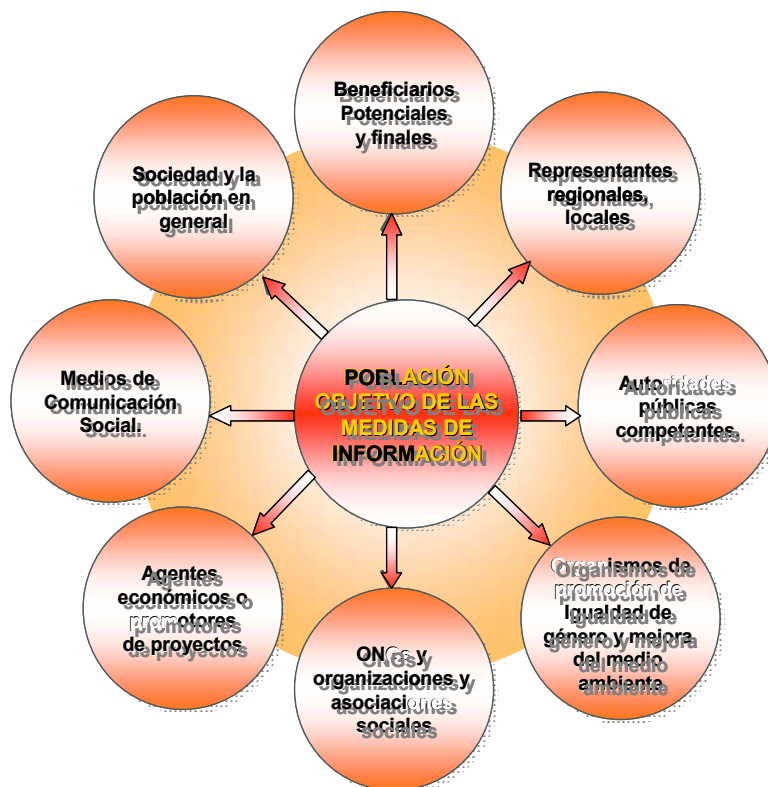 Beneficiarios
Potenciales
y finales
Representantes
regionales,
locales
Autoridades
públicas
competentes.
Organismos de
promoción de
Igualdad de
género y mejora
del medio
ambiente
ONGs y
organizaciones y
asociaciones
sociales
Agentes
económicos o
promotores
de proyectos
Medios de
Comunicación
Social.
Sociedad y la
población en
general
POBLACIÓN
OBJETVO DE LAS
MEDIDAS DE
INFORMACIÓN